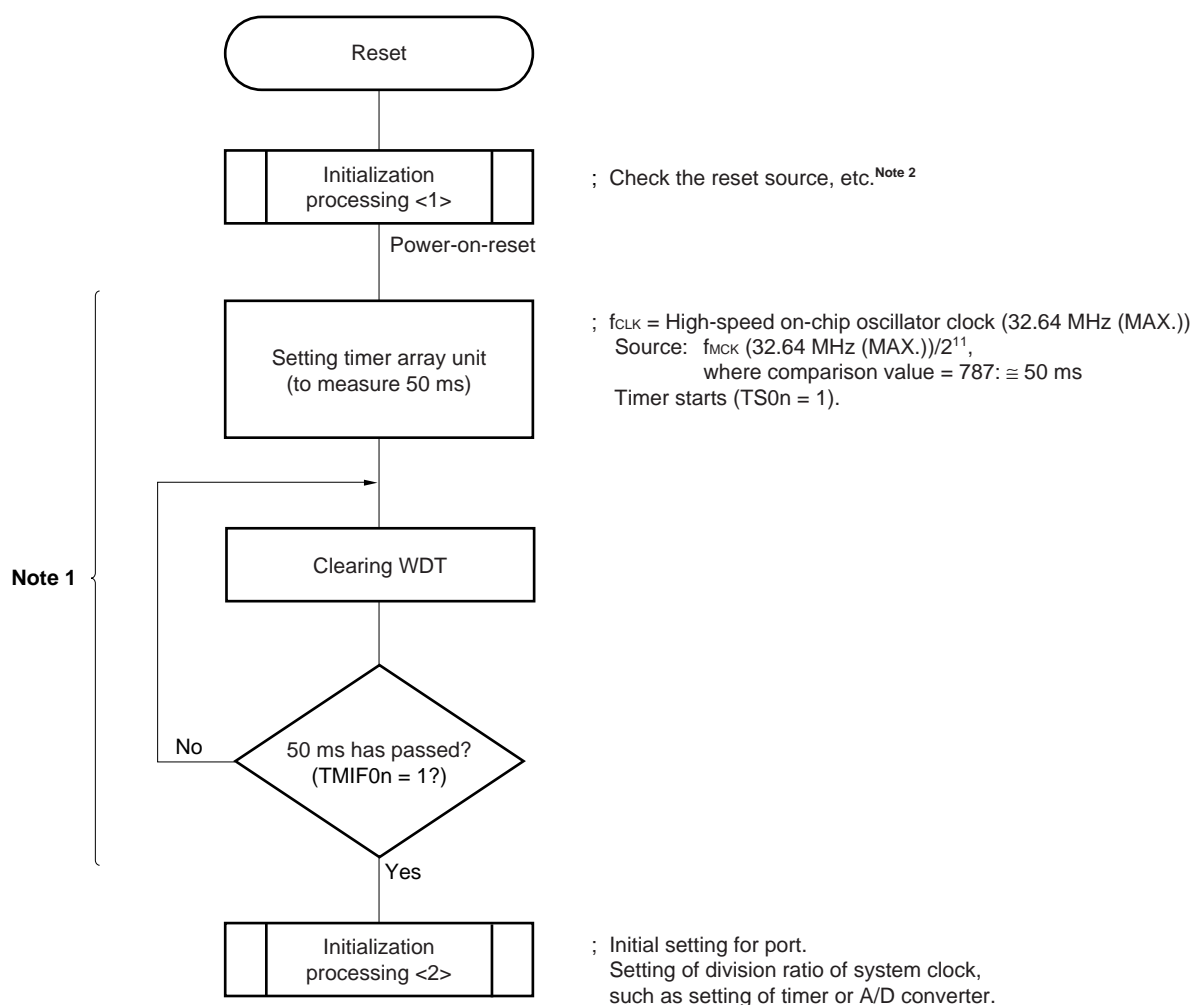 Reset
Initialization
processing <1>
; Check the reset source, etc.Note 2
Power-on-reset
Setting timer array unit
(to measure 50 ms)
; fCLK = High-speed on-chip oscillator clock (32.64 MHz (MAX.))
Source: fMCK (32.64 MHz (MAX.))/2¹¹,
where comparison value = 787: ≅ 50 ms
Timer starts (TS0n = 1).
Note 1
Clearing WDT
No
50 ms has passed?
(TMIF0n = 1?)
Yes
Initialization
processing <2>
; Initial setting for port.
Setting of division ratio of system clock,
such as setting of timer or A/D converter.